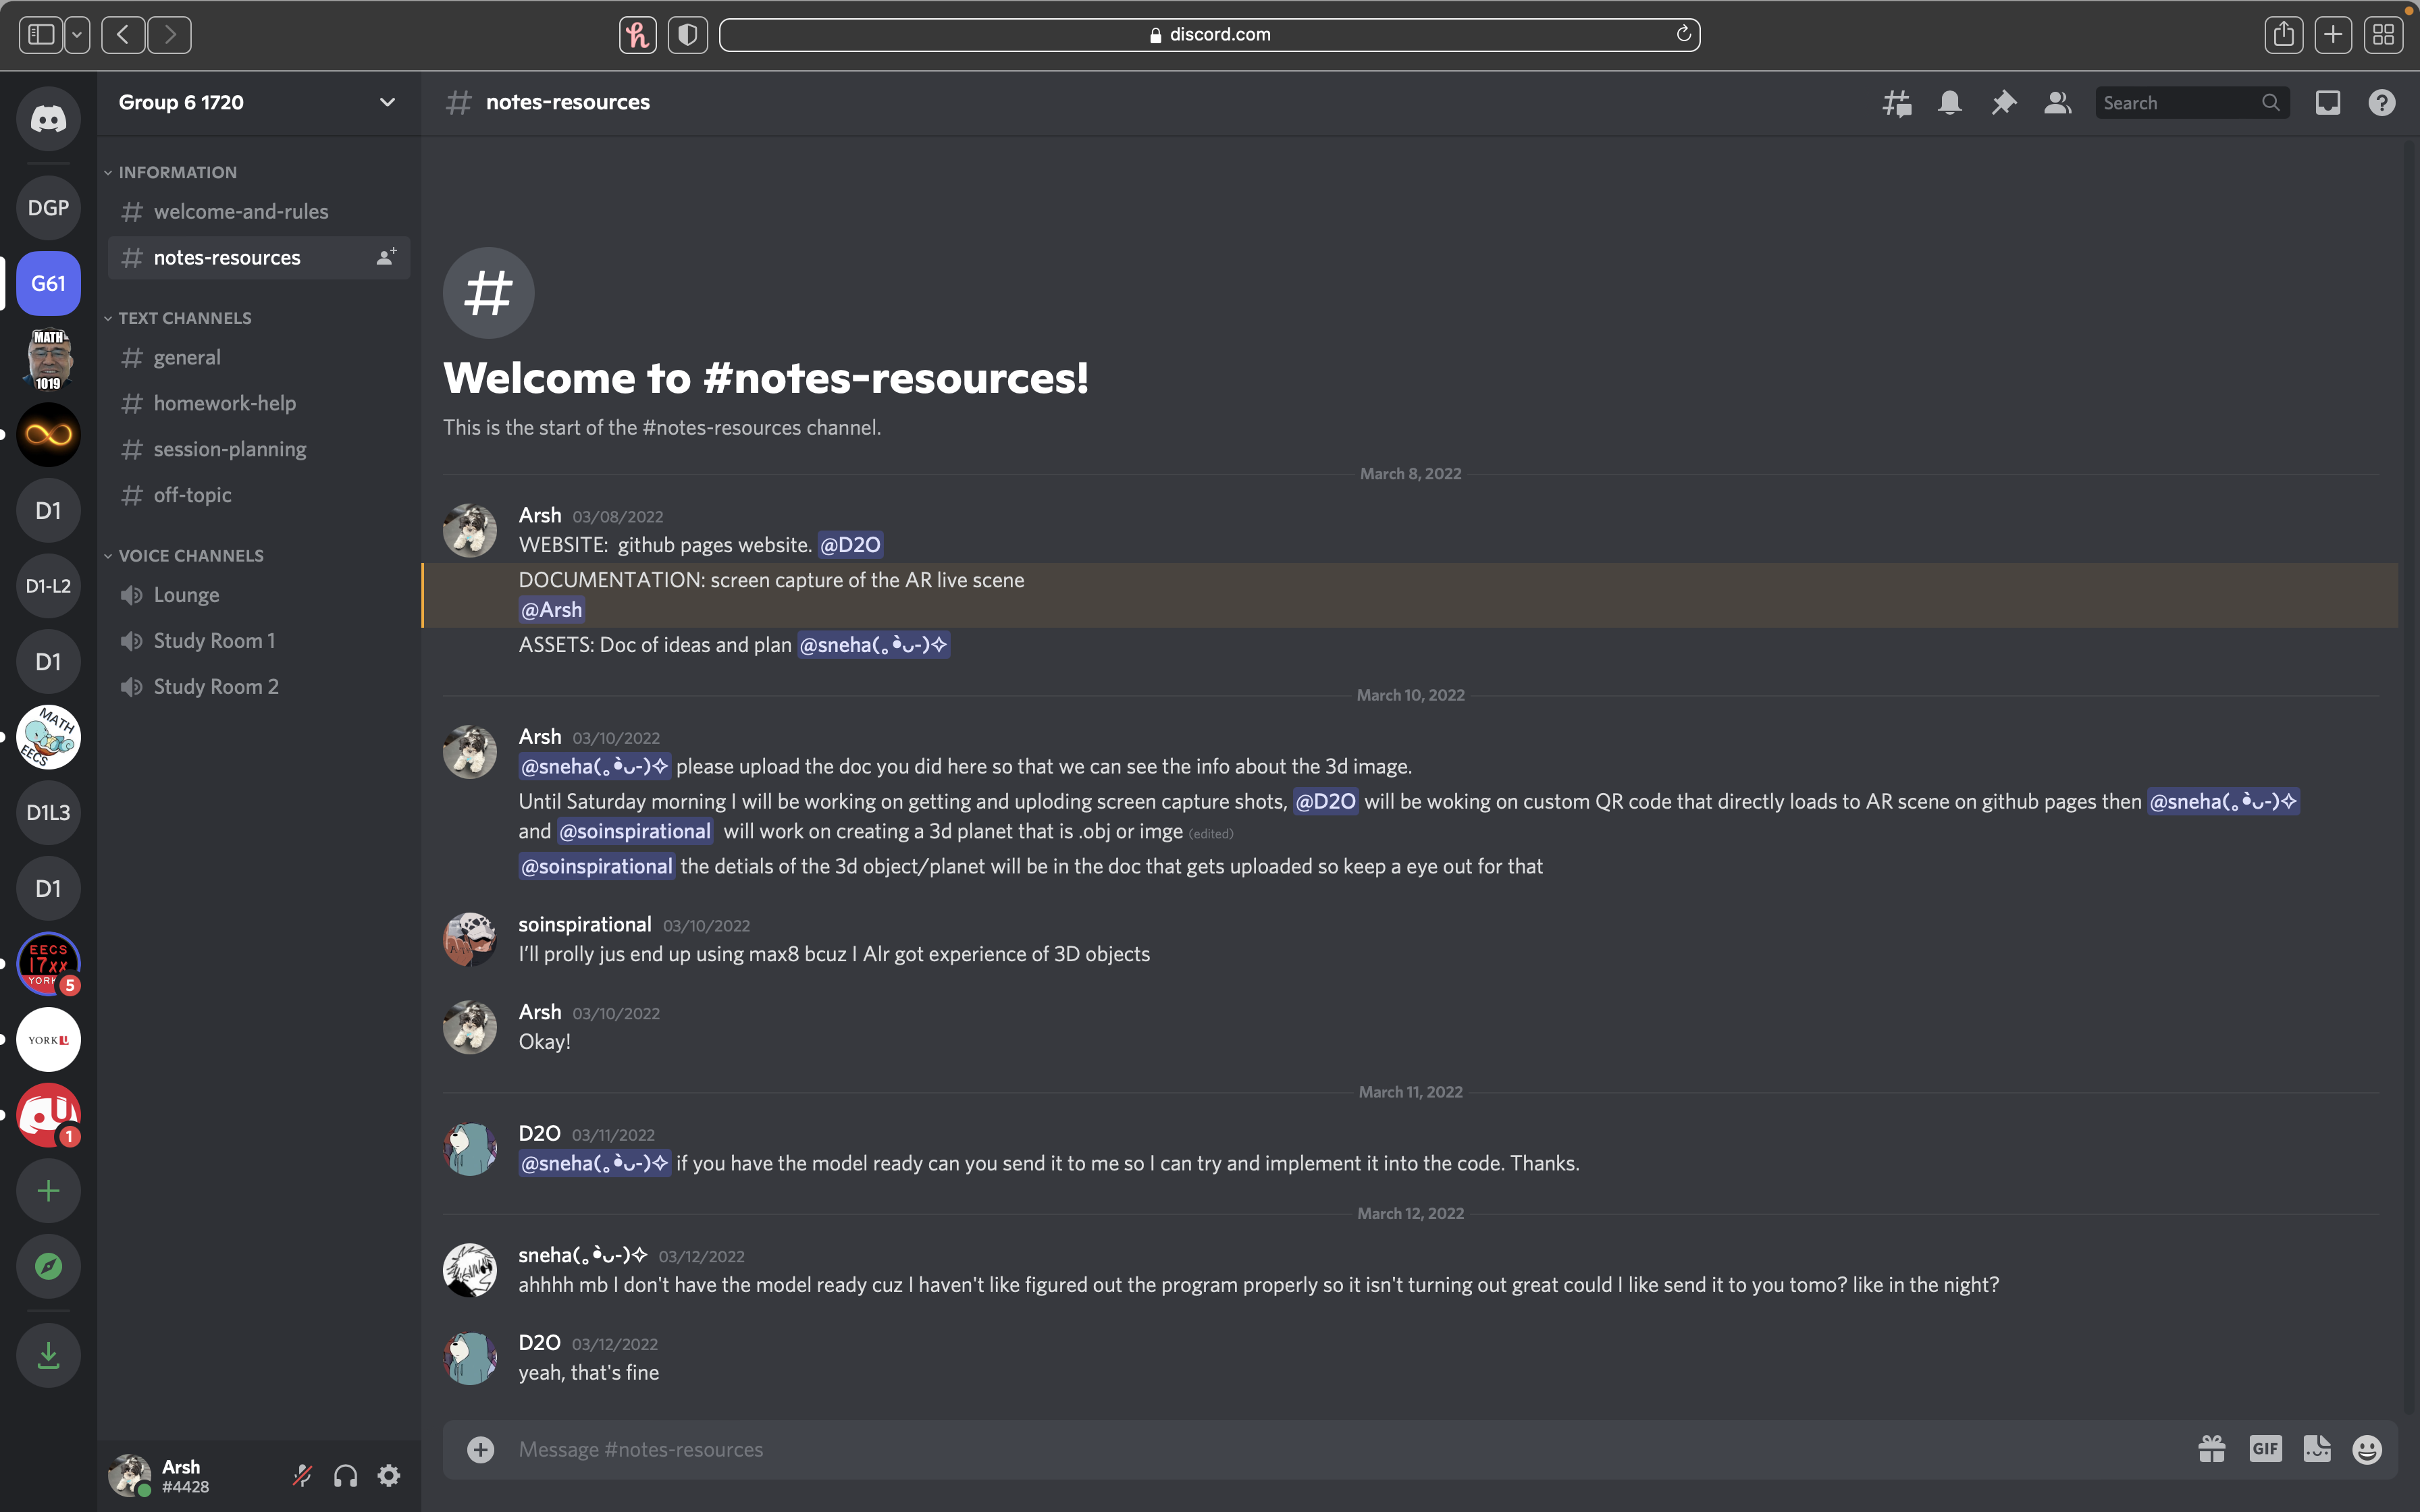 discord.com
Group 6 1720
notes-resources
Search
DGP
G61
MATH
1019
D1
D1-L2
D1
MATH
EECS
D1L3
D1
EECS
17xx
YORK
5
YORK U
U
1
INFORMATION
welcome-and-rules
notes-resources
TEXT CHANNELS
general
homework-help
session-planning
off-topic
VOICE CHANNELS
Lounge
Study Room 1
Study Room 2
Arsh
#4428
#
Welcome to #notes-resources!
This is the start of the #notes-resources channel.
March 8, 2022
Arsh 03/08/2022
WEBSITE: github pages website. @D2O
DOCUMENTATION: screen capture of the AR live scene
@Arsh
ASSETS: Doc of ideas and plan @sneha(｡•̀ᴗ-)✧
March 10, 2022
Arsh 03/10/2022
@sneha(｡•̀ᴗ-)✧ please upload the doc you did here so that we can see the info about the 3d image.
Until Saturday morning I will be working on getting and uploding screen capture shots, @D2O will be woking on custom QR code that directly loads to AR scene on github pages then @sneha(｡•̀ᴗ-)✧
and @soinspirational will work on creating a 3d planet that is .obj or imge (edited)
@soinspirational the detials of the 3d object/planet will be in the doc that gets uploaded so keep a eye out for that
soinspirational 03/10/2022
I'll prolly jus end up using max8 bcuz I Alr got experience of 3D objects
Arsh 03/10/2022
Okay!
March 11, 2022
D2O 03/11/2022
@sneha(｡•̀ᴗ-)✧ if you have the model ready can you send it to me so I can try and implement it into the code. Thanks.
March 12, 2022
sneha(｡•̀ᴗ-)✧ 03/12/2022
ahhhh mb I don't have the model ready cuz I haven't like figured out the program properly so it isn't turning out great could I like send it to you tomo? like in the night?
D2O 03/12/2022
yeah, that's fine
Message #notes-resources
GIF